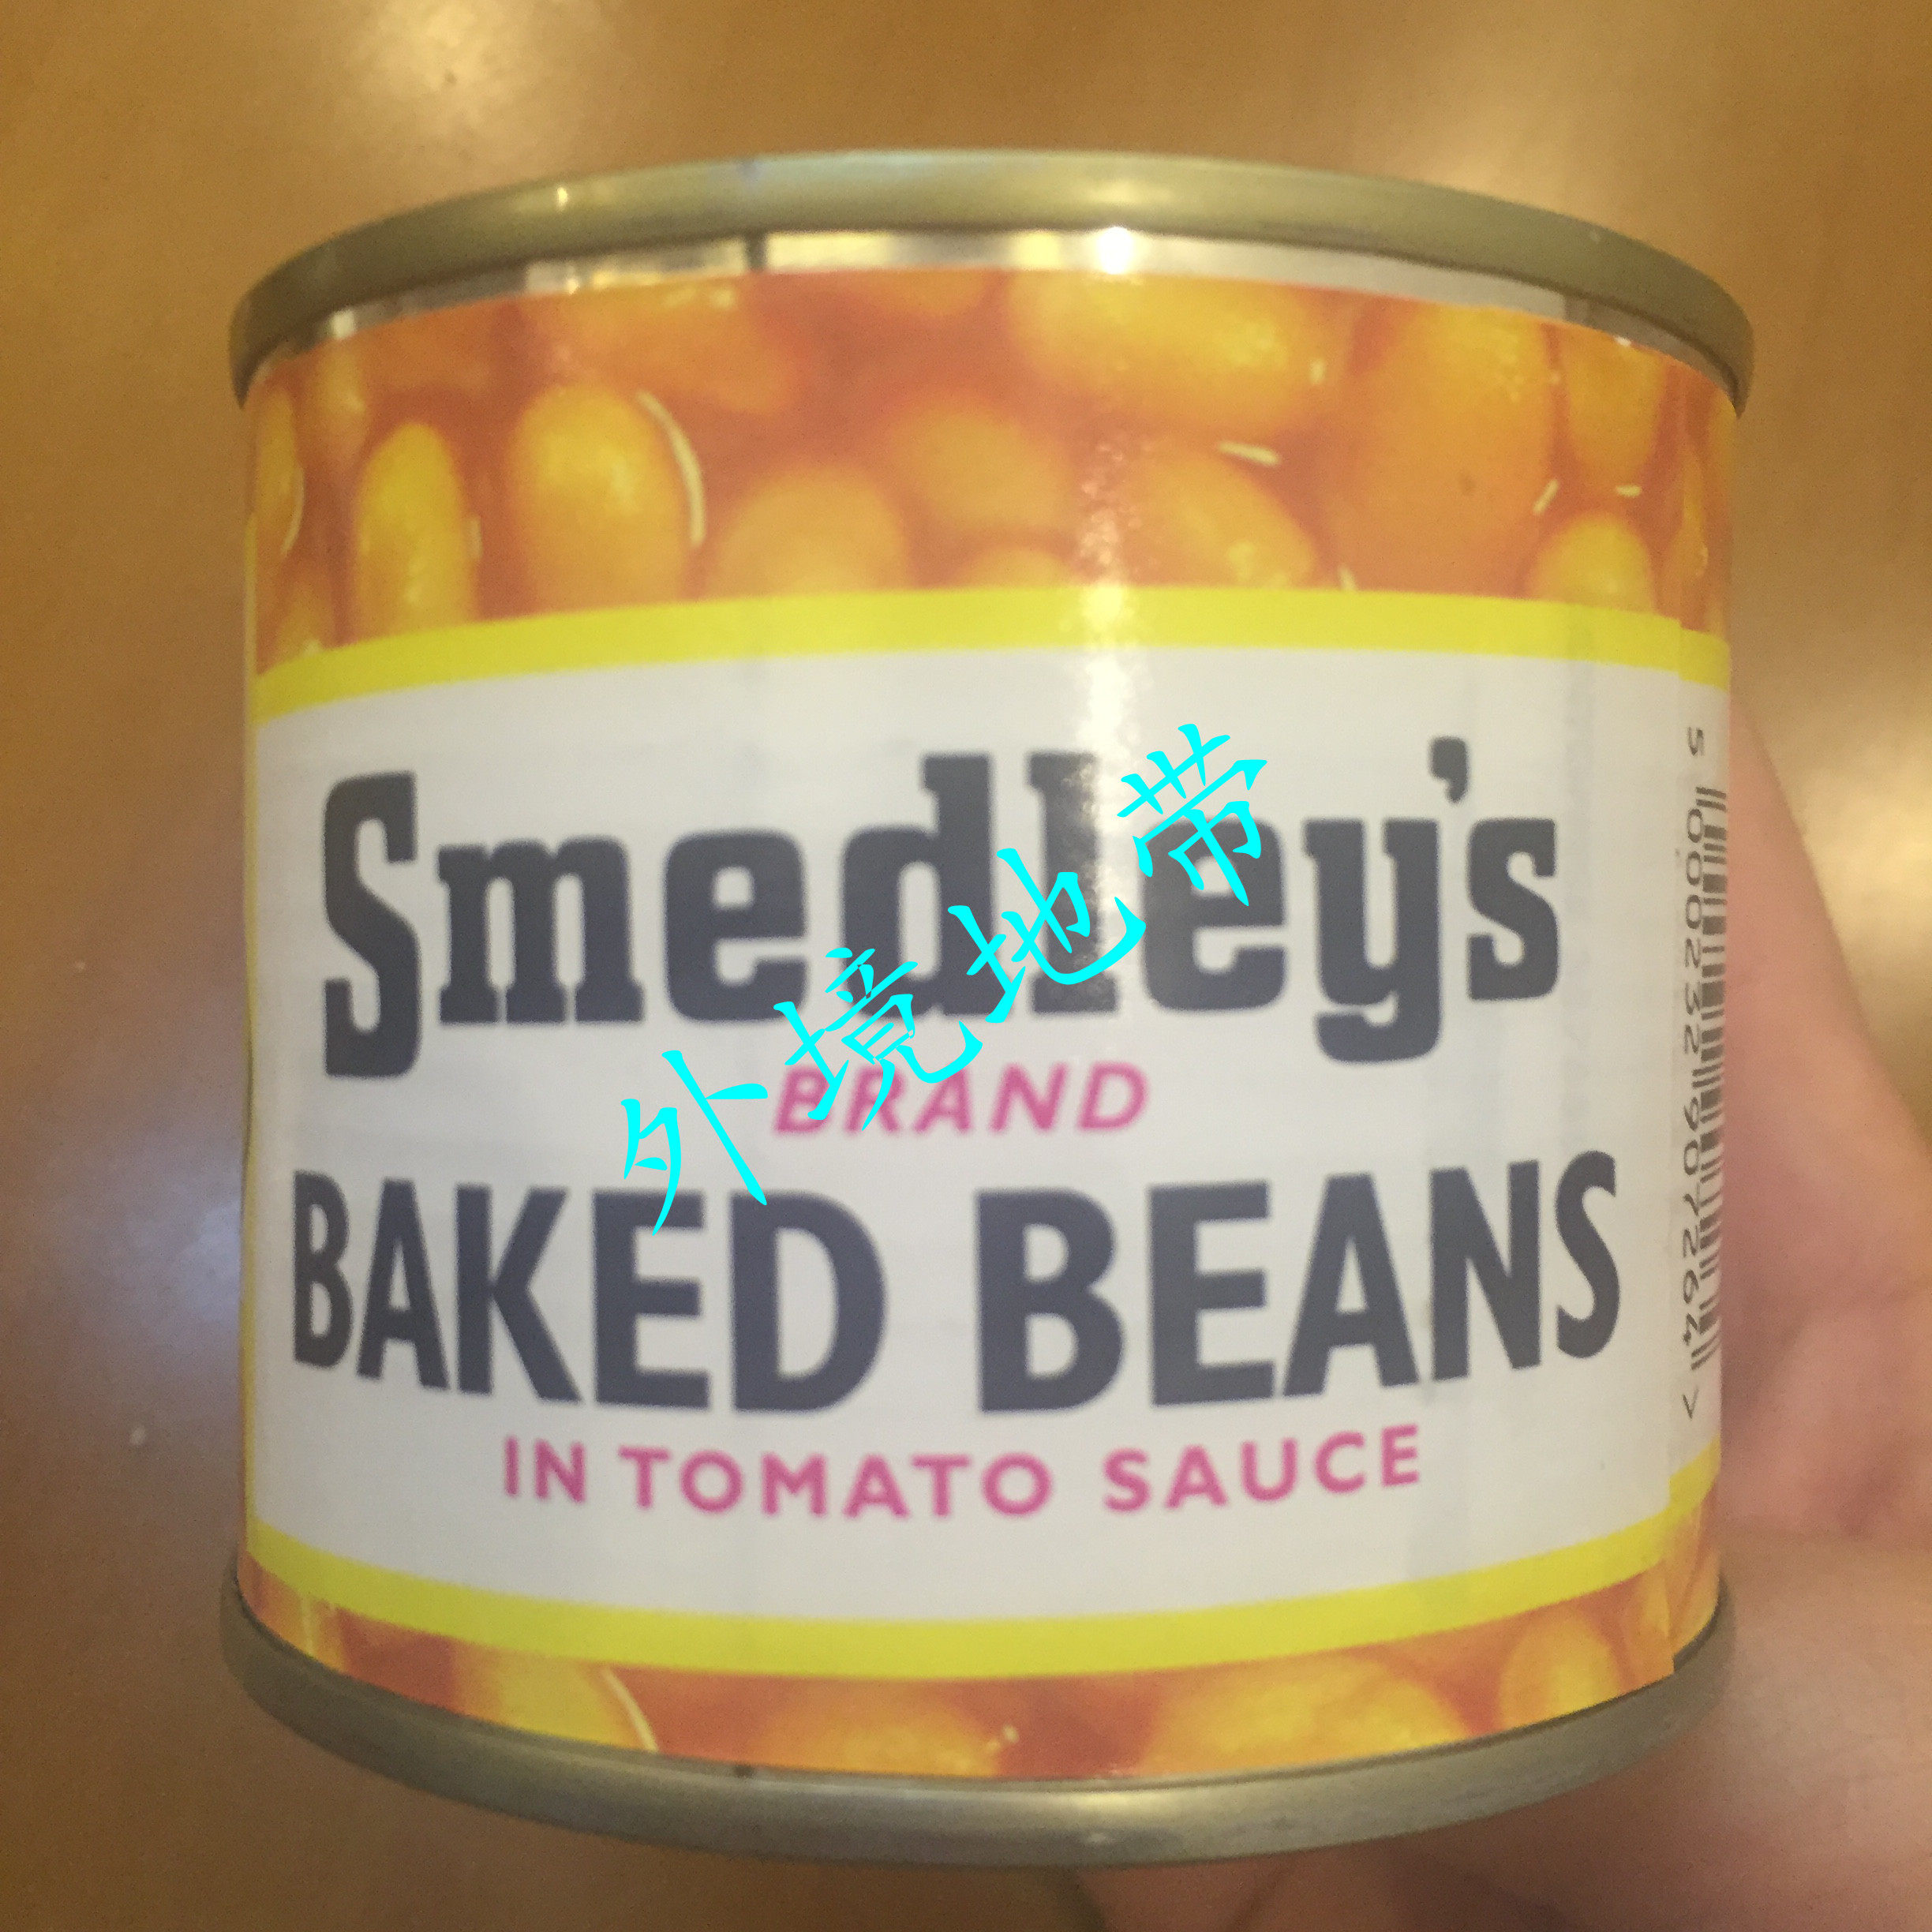 Smedley's
BRAND
BAKED BEANS
IN TOMATO SAUCE
外境地带
5 000232 907264 >